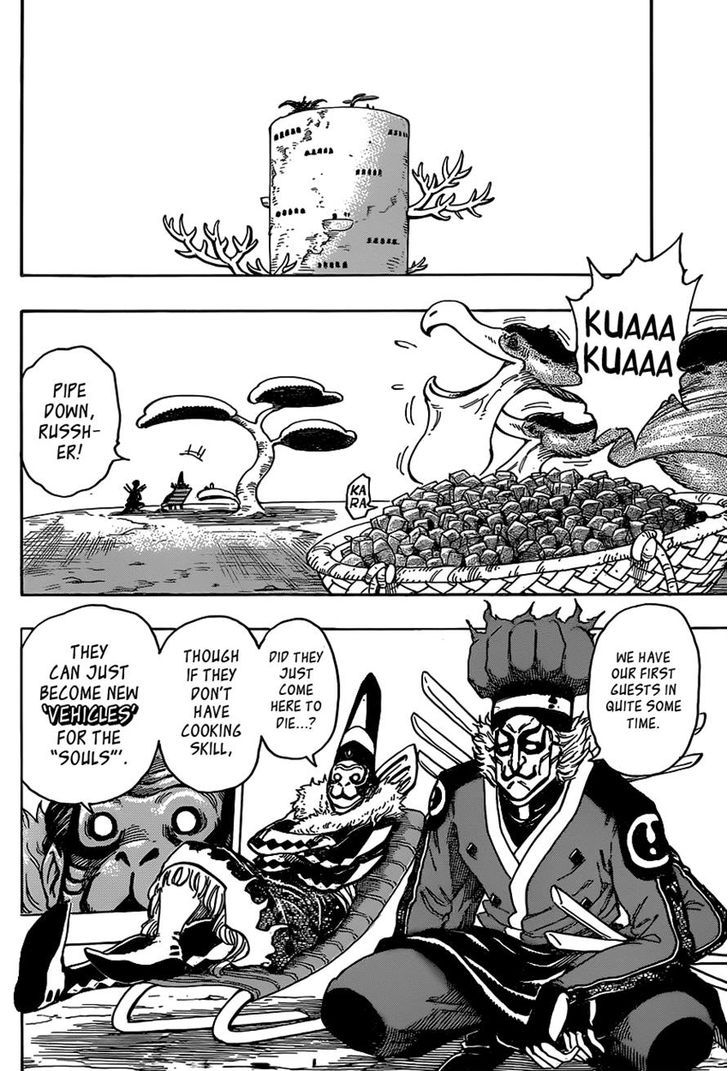 KUAAA
KUAAA
PIPE
DOWN,
RUSSH-
ER!
KA
RA
WE HAVE
OUR FIRST
GUESTS IN
QUITE SOME
TIME.
DID THEY
JUST
COME
HERE TO
DIE...?
THOUGH
IF THEY
DON'T
HAVE
COOKING
SKILL,
THEY
CAN JUST
BECOME NEW
'VEHICLES'
FOR THE
"SOULS"'.